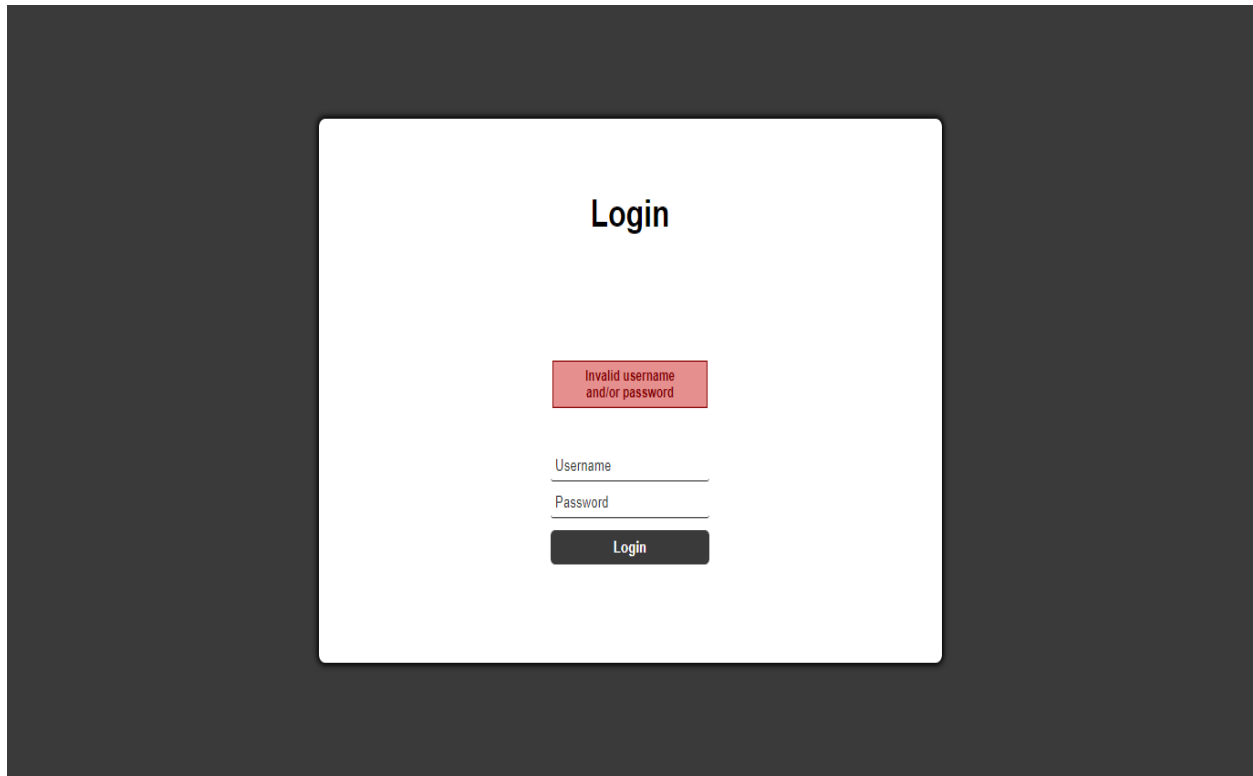 Login
Invalid username
and/or password
Username
Password
Login